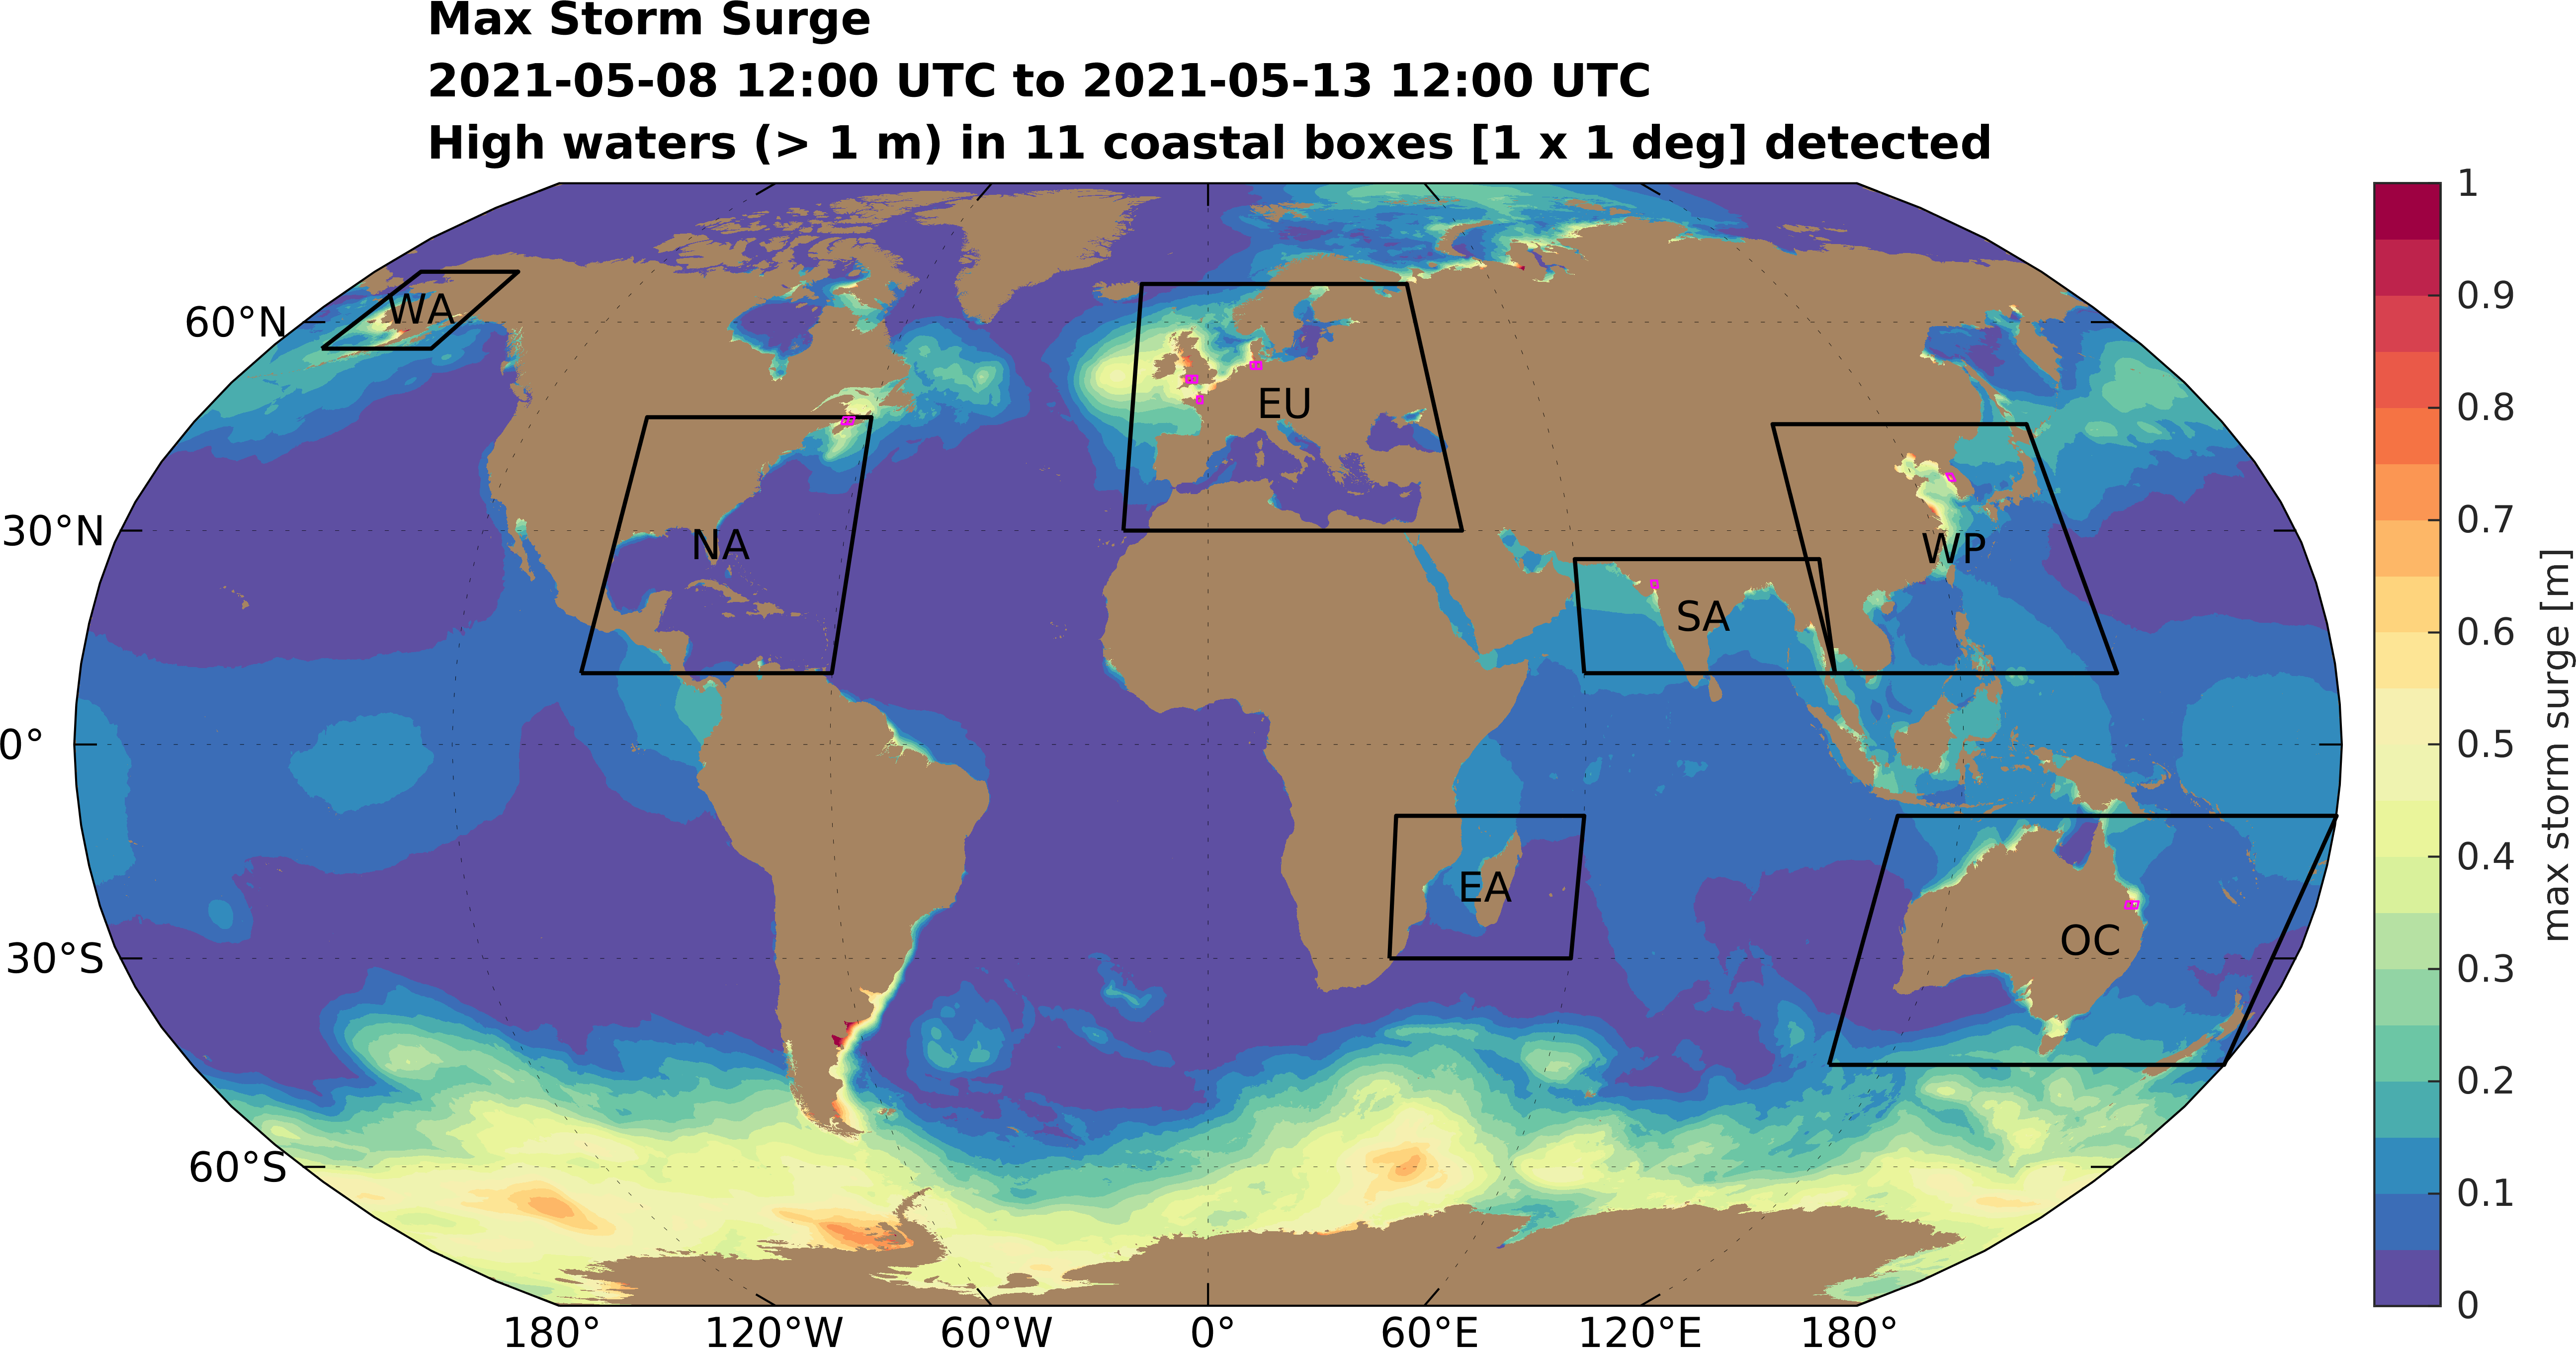 Max Storm Surge
2021-05-08 12:00 UTC to 2021-05-13 12:00 UTC
High waters (> 1 m) in 11 coastal boxes [1 x 1 deg] detected
60°N
30°N
0°
30°S
60°S
WA
NA
EU
SA
WP
EA
OC
180°
120°W
60°W
0°
60°E
120°E
180°
1
0.9
0.8
0.7
0.6
0.5
0.4
0.3
0.2
0.1
0
max storm surge [m]